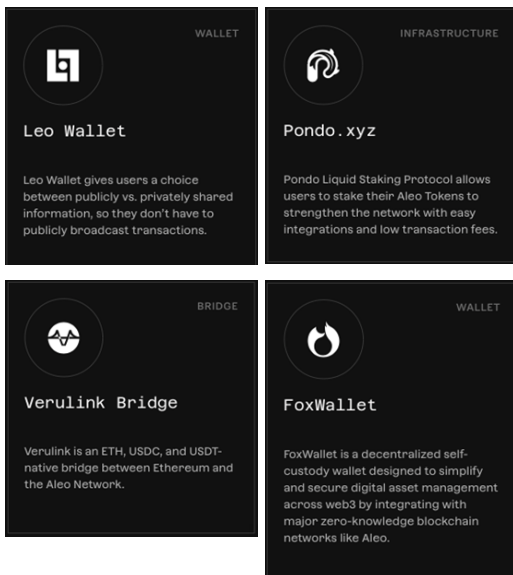 WALLET
Leo Wallet
Leo Wallet gives users a choice
between publicly vs. privately shared
information, so they don't have to
publicly broadcast transactions.
INFRASTRUCTURE
Pondo.xyz
Pondo Liquid Staking Protocol allows
users to stake their Aleo Tokens to
strengthen the network with easy
integrations and low transaction fees.
BRIDGE
Verulink Bridge
Verulink is an ETH, USDC, and USDT-
native bridge between Ethereum and
the Aleo Network.
WALLET
FoxWallet
FoxWallet is a decentralized self-
custody wallet designed to simplify
and secure digital asset management
across web3 by integrating with
major zero-knowledge blockchain
networks like Aleo.